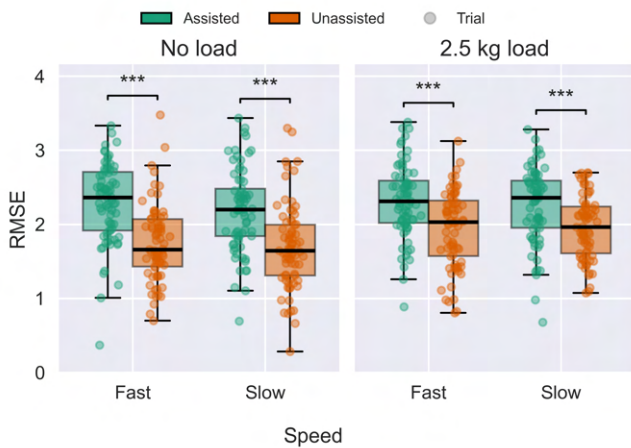 Assisted Unassisted Trial
No load 2.5 kg load
4
3
2
1
0
RMSE
*** *** *** ***
Fast Slow Fast Slow
Speed